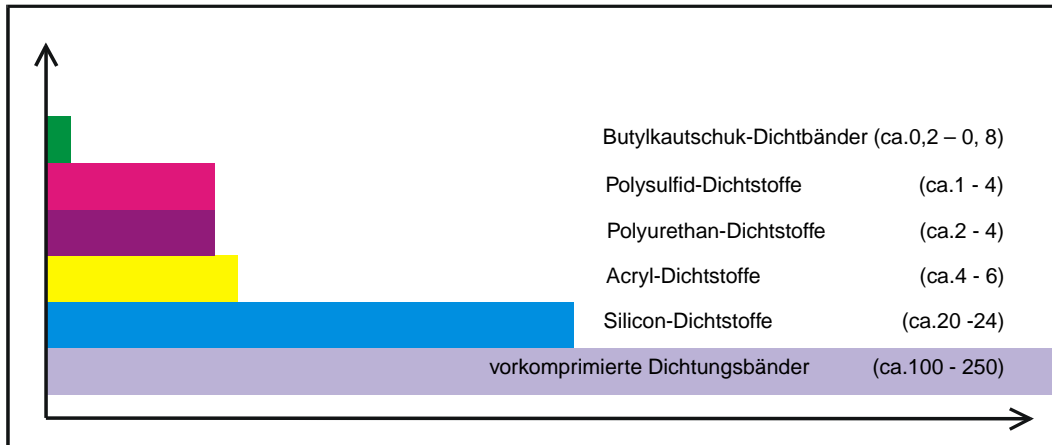 Butylkautschuk-Dichtbänder (ca.0,2 – 0, 8)
Polysulfid-Dichtstoffe (ca.1 - 4)
Polyurethan-Dichtstoffe (ca.2 - 4)
Acryl-Dichtstoffe (ca.4 - 6)
Silicon-Dichtstoffe (ca.20 -24)
vorkomprimierte Dichtungsbänder (ca.100 - 250)